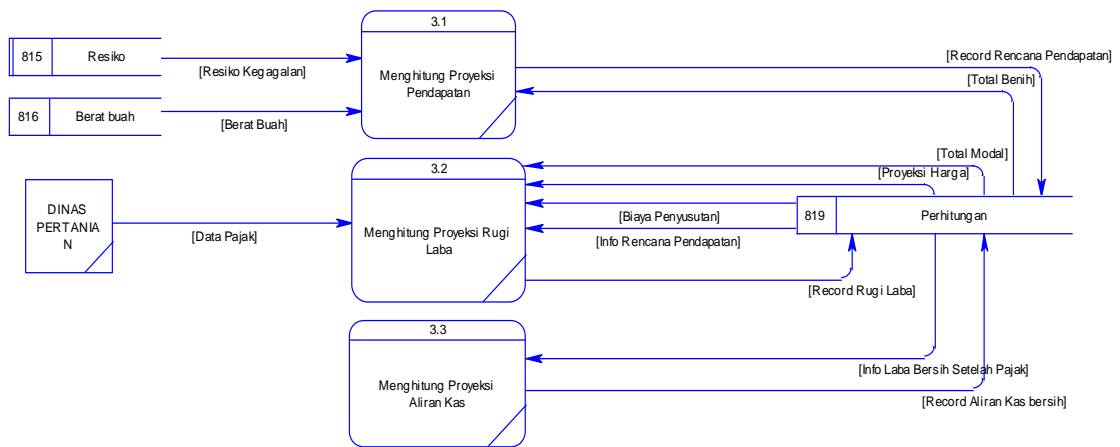 3.1
815 Resiko
[Record Rencana Pendapatan]
[Resiko Kegagalan]
Menghitung Proyeksi
Pendapatan
[Total Benih]
816 Berat buah
[Berat Buah]
[Total Modal]
3.2
[Proyeksi Harga]
DINAS
PERTANIA
N
819 Perhitungan
[Biaya Penyusutan]
[Data Pajak]
Menghitung Proyeksi Rugi
Laba
[Info Rencana Pendapatan]
[Record Rugi Laba]
3.3
[Info Laba Bersih Setelah Pajak]
Menghitung Proyeksi
Aliran Kas
[Record Aliran Kas bersih]